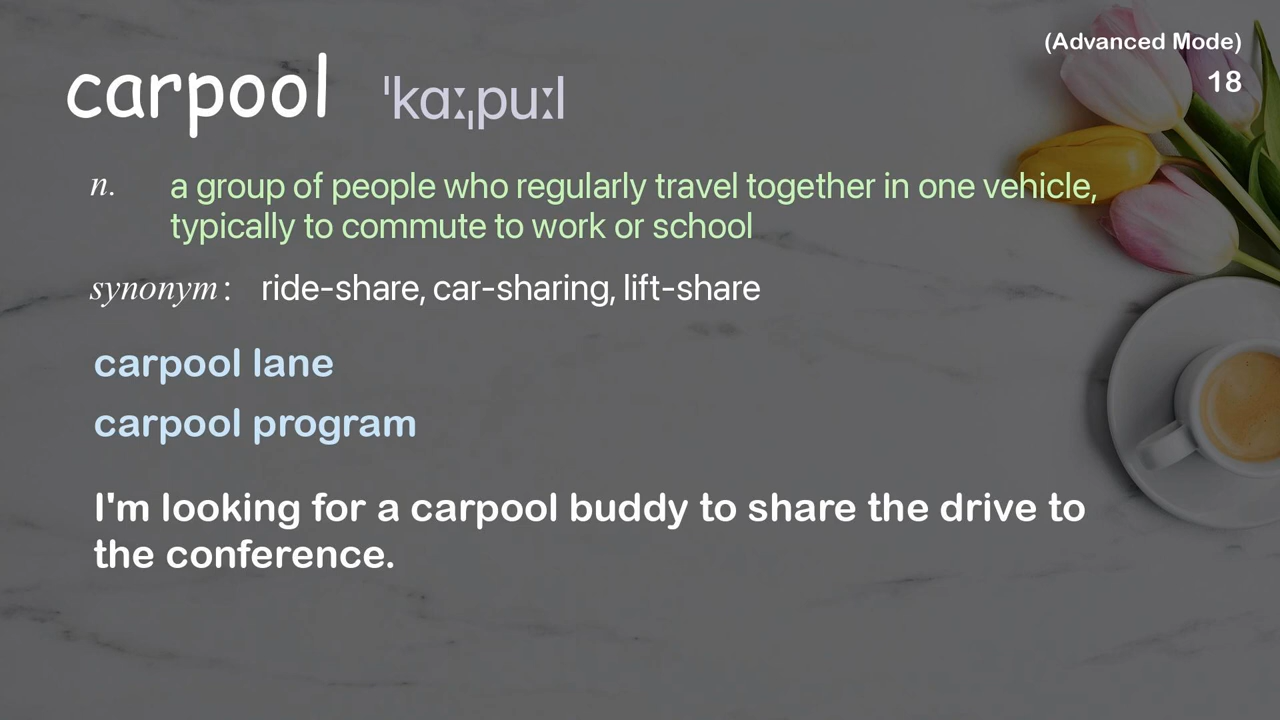 (Advanced Mode)
18
carpool ˈkɑːˌpuːl
n. a group of people who regularly travel together in one vehicle,
typically to commute to work or school
synonym: ride-share, car-sharing, lift-share
carpool lane
carpool program
I'm looking for a carpool buddy to share the drive to
the conference.